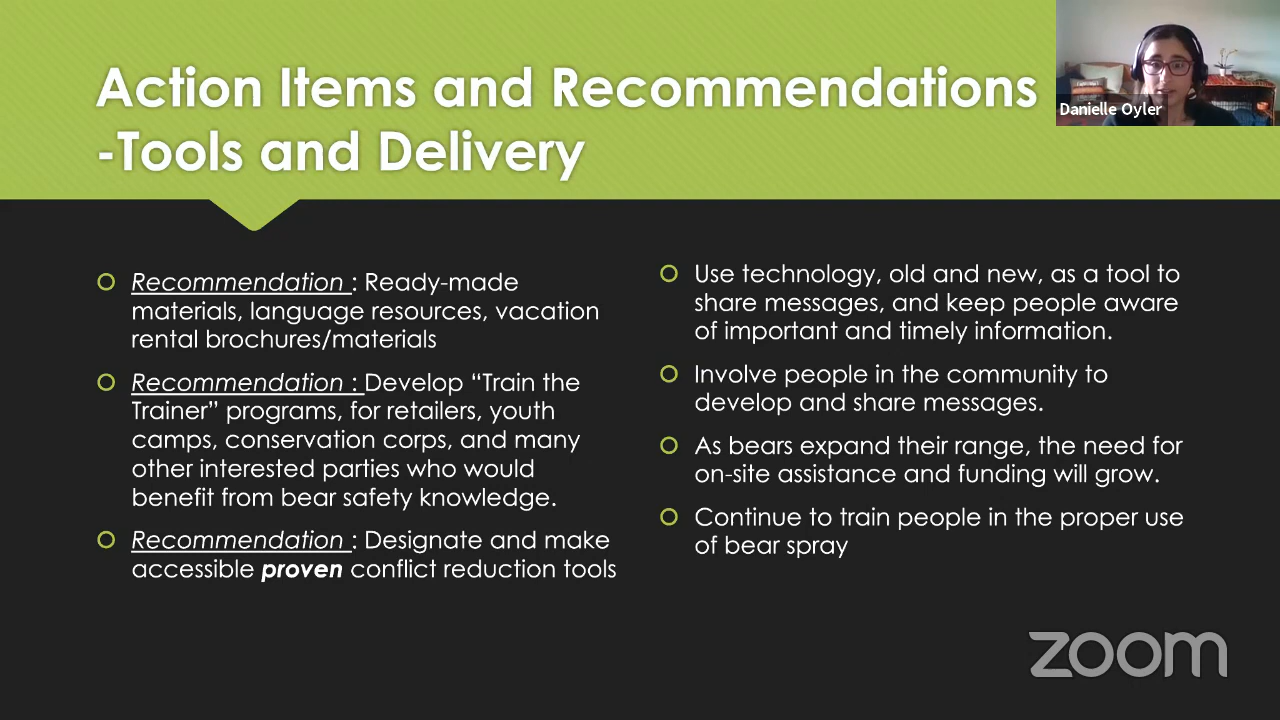 Action Items and Recommendations
-Tools and Delivery
Danielle Oyler
Recommendation : Ready-made
materials, language resources, vacation
rental brochures/materials
Recommendation : Develop “Train the
Trainer” programs, for retailers, youth
camps, conservation corps, and many
other interested parties who would
benefit from bear safety knowledge.
Recommendation : Designate and make
accessible proven conflict reduction tools
Use technology, old and new, as a tool to
share messages, and keep people aware
of important and timely information.
Involve people in the community to
develop and share messages.
As bears expand their range, the need for
on-site assistance and funding will grow.
Continue to train people in the proper use
of bear spray
zoom